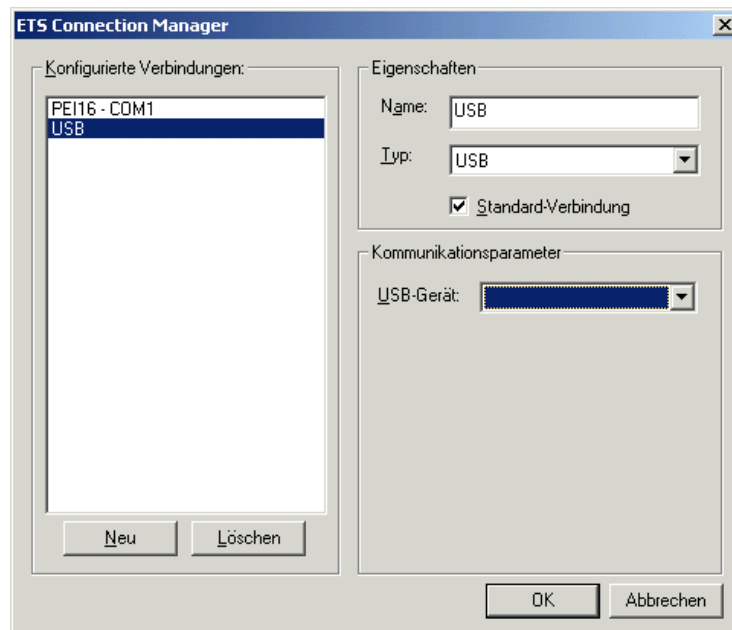 ETS Connection Manager
Konfigurierte Verbindungen:
PEI16 - COM1
USB
Neu
Löschen
Eigenschaften
Name:
USB
Typ:
USB
Standard-Verbindung
Kommunikationsparameter
USB-Gerät:
OK
Abbrechen